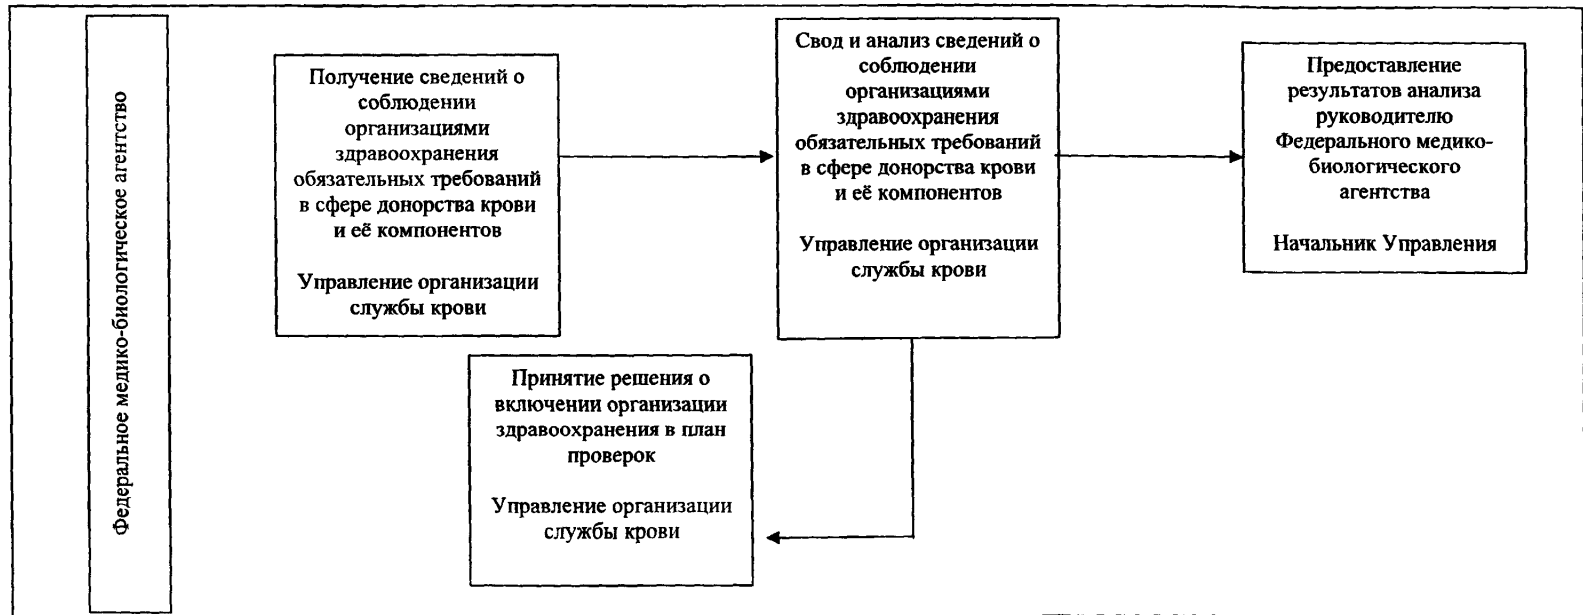 Федеральное медико-биологическое агентство
Получение сведений о
соблюдении
организациями
здравоохранения
обязательных требований
в сфере донорства крови
и её компонентов
Управление организации
службы крови
Свод и анализ сведений о
соблюдении
организациями
здравоохранения
обязательных требований
в сфере донорства крови
и её компонентов
Управление организации
службы крови
Предоставление
результатов анализа
руководителю
Федерального медико-
биологического
агентства
Начальник Управления
Принятие решения о
включении организации
здравоохранения в план
проверок
Управление организации
службы крови